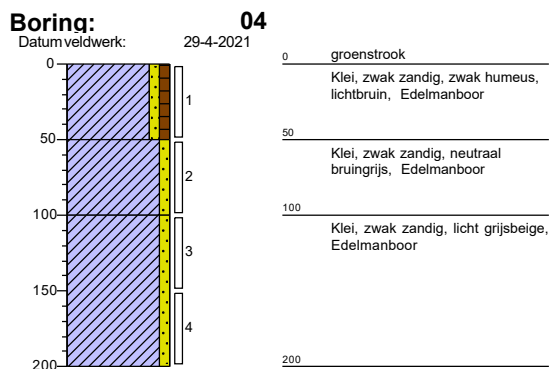 Boring: 04
Datum veldwerk: 29-4-2021
0
50
100
150
200
1
2
3
4
0 groenstrook
Klei, zwak zandig, zwak humeus,
lichtbruin, Edelmanboor
50
Klei, zwak zandig, neutraal
bruingrijs, Edelmanboor
100
Klei, zwak zandig, licht grijsbeige,
Edelmanboor
200